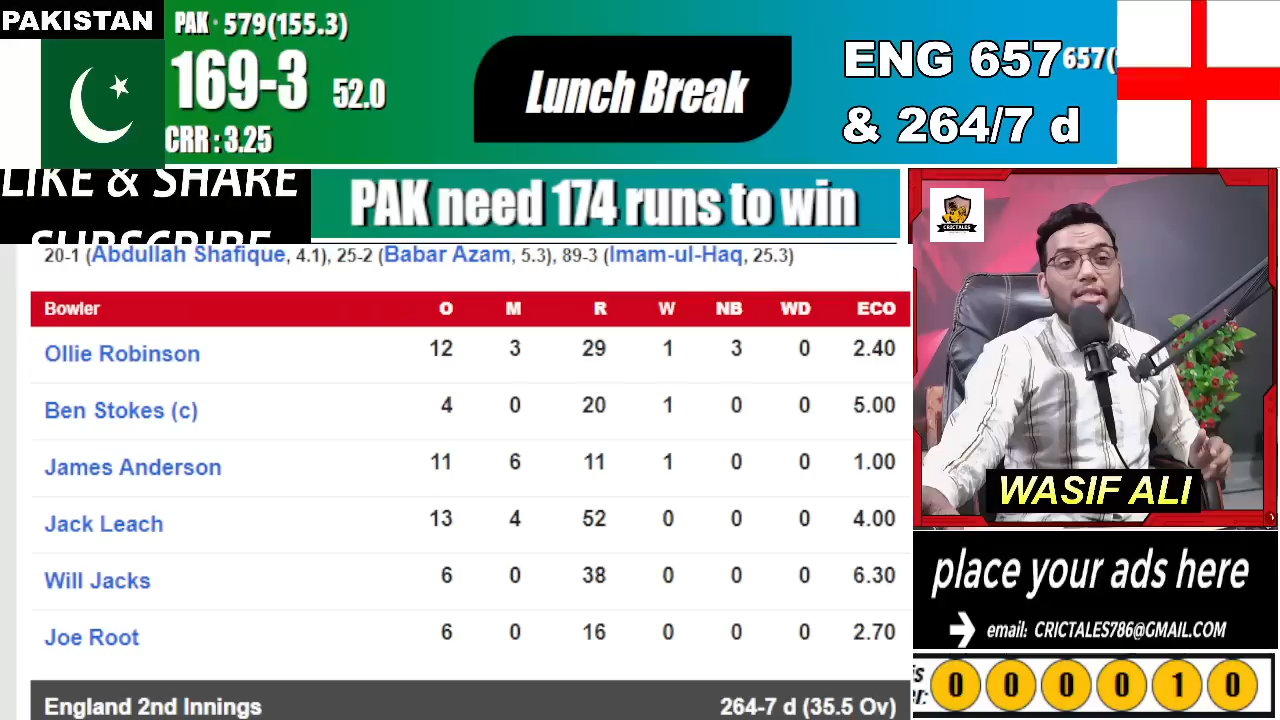 PAKISTAN
PAK · 579(155.3)
169-3 52.0
CRR : 3.25
Lunch Break
ENG 657
657(
& 264/7 d
LIKE & SHARE
SUBSCRIBE
PAK need 174 runs to win
CRICTALES
20-1 (Abdullah Shafique, 4.1), 25-2 (Babar Azam, 5.3), 89-3 (Imam-ul-Haq, 25.3)
Bowler O M R W NB WD ECO
Ollie Robinson 12 3 29 1 3 0 2.40
Ben Stokes (c) 4 0 20 1 0 0 5.00
James Anderson 11 6 11 1 0 0 1.00
Jack Leach 13 4 52 0 0 0 4.00
Will Jacks 6 0 38 0 0 0 6.30
Joe Root 6 0 16 0 0 0 2.70
England 2nd Innings 264-7 d (35.5 Ov)
WASIF ALI
place your ads here
email: CRICTALES786@GMAIL.COM
0 0 0 0 1 0